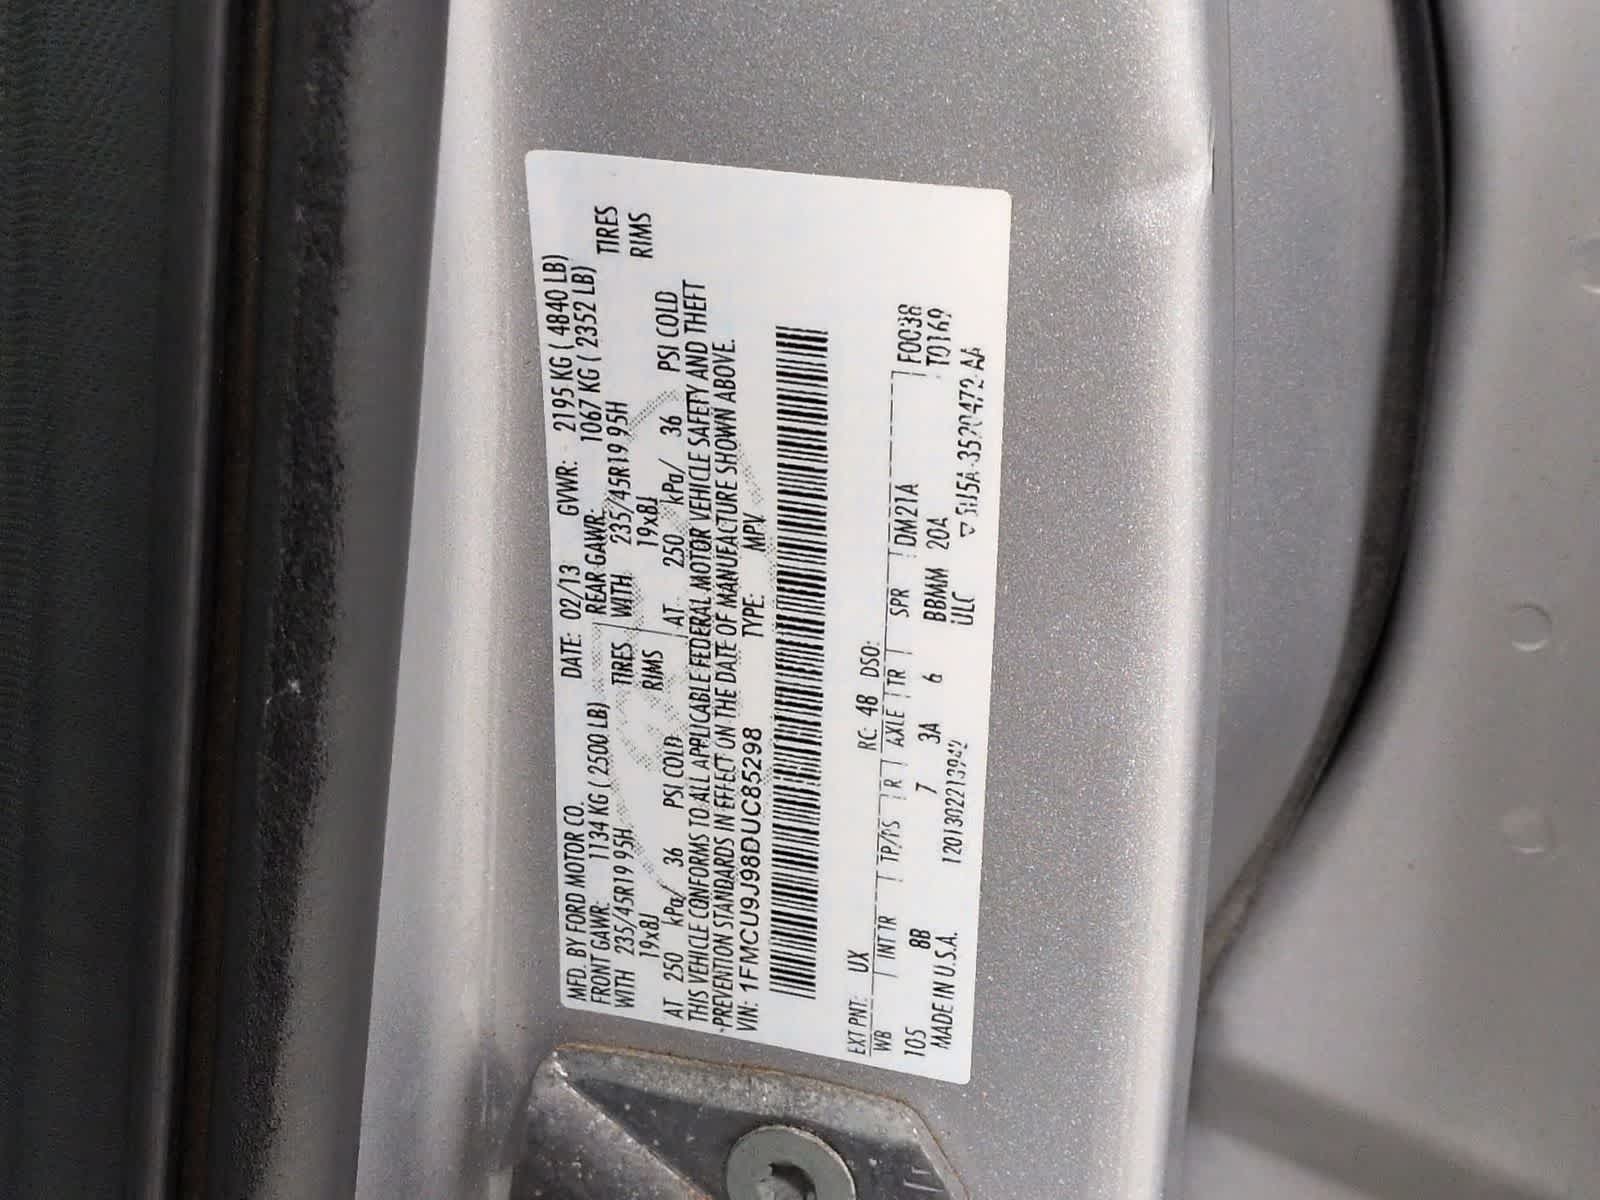 MFD. BY FORD MOTOR CO. DATE: 02/13 GVWR: 2195 KG ( 4840 LB)
FRONT GAWR: 1134 KG ( 2500 LB) REAR GAWR: 1067 KG ( 2352 LB)
WITH 235/45R19 95H TIRES WITH 235/45R19 95H TIRES
19x8J RIMS 19x8J RIMS
AT 250 kPa/ 36 PSI COLD AT 250 kPa/ 36 PSI COLD
THIS VEHICLE CONFORMS TO ALL APPLICABLE FEDERAL MOTOR VEHICLE SAFETY AND THEFT
PREVENTION STANDARDS IN EFFECT ON THE DATE OF MANUFACTURE SHOWN ABOVE.
VIN: 1FMCU9J98DUC85298 TYPE: MPV
EXT PNT: UX RC: 48 DSO:
WB INT TR TP/PS R AXLE TR SPR DM21A F0038
105 8B 7 3A 6 BBMM 20A T0169
MADE IN U.S.A. ULC